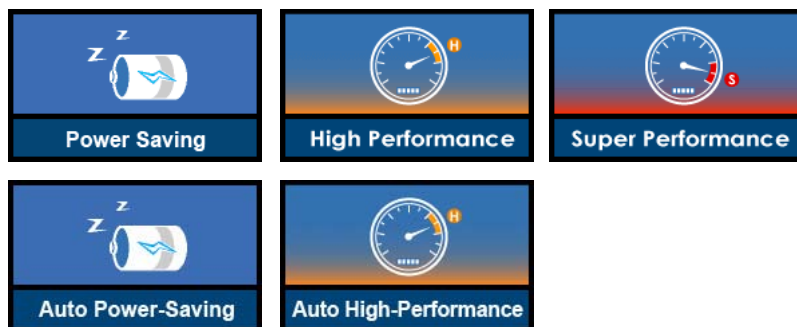 z
Z
Power Saving
H
High Performance
S
Super Performance
z
Z
Auto Power-Saving
H
Auto High-Performance